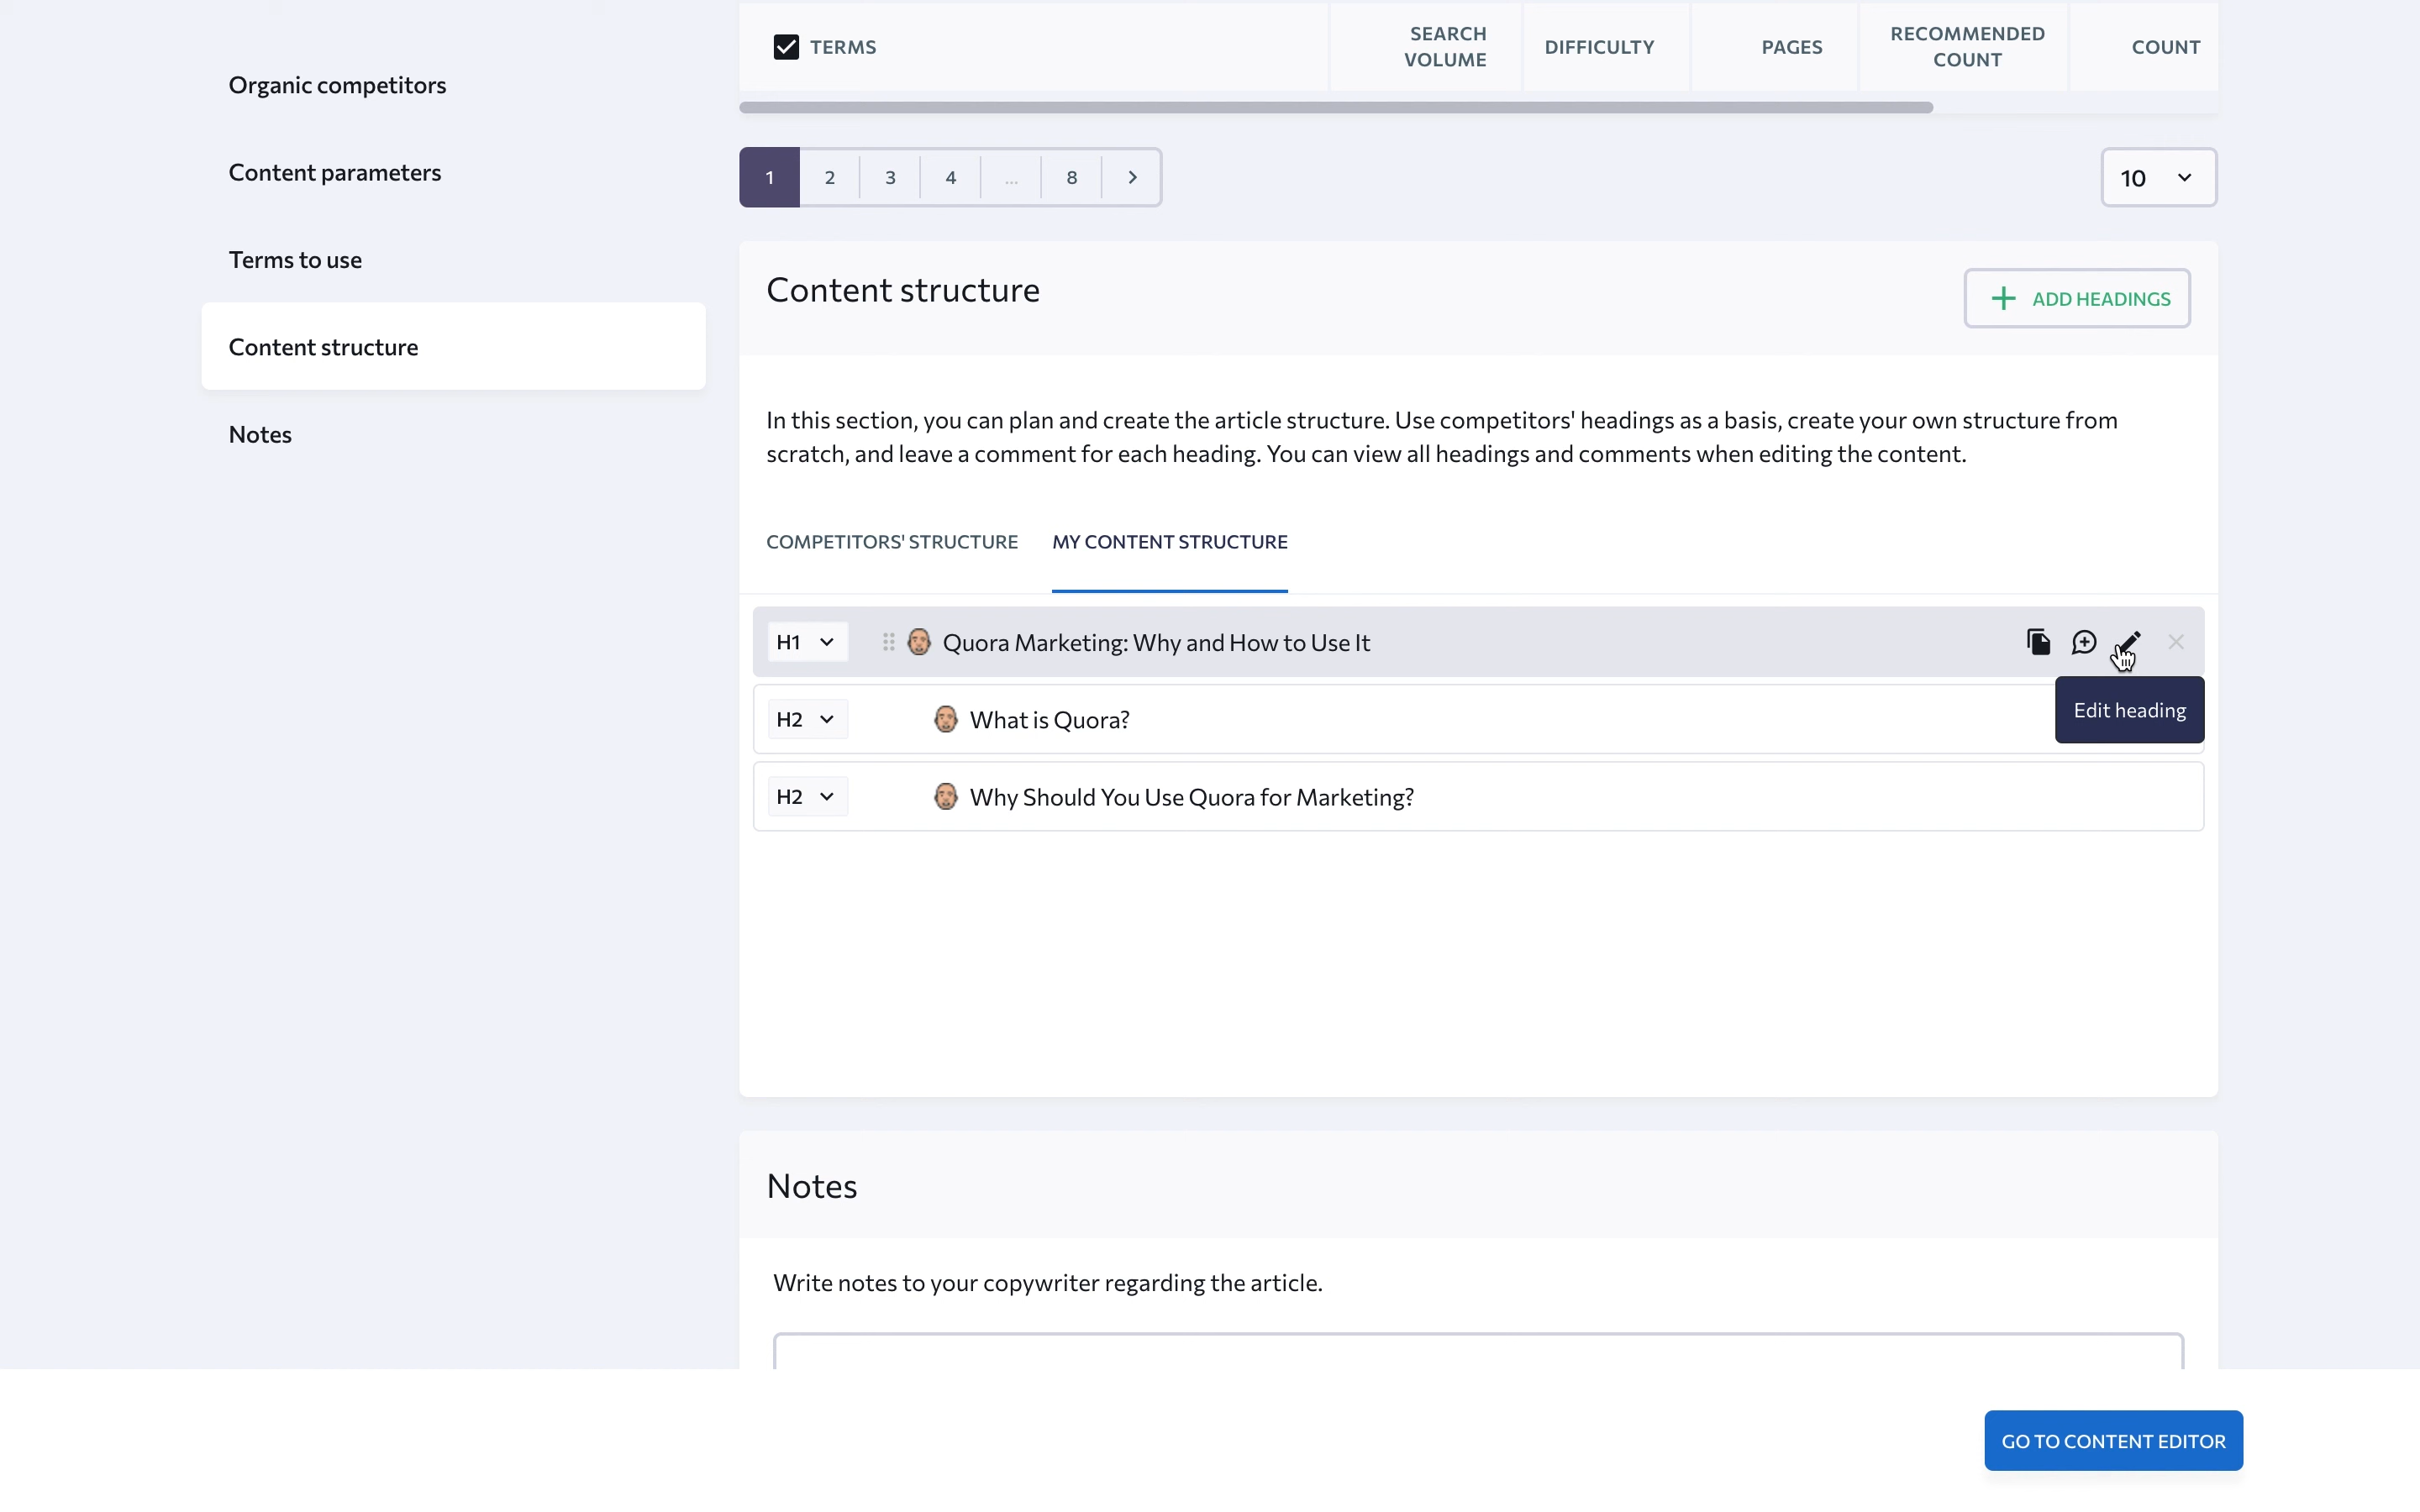 Organic competitors
Content parameters
Terms to use
Content structure
Notes
TERMS
SEARCH
VOLUME
DIFFICULTY
PAGES
RECOMMENDED
COUNT
COUNT
1 2 3 4 ... 8
10
Content structure
ADD HEADINGS
In this section, you can plan and create the article structure. Use competitors' headings as a basis, create your own structure from
scratch, and leave a comment for each heading. You can view all headings and comments when editing the content.
COMPETITORS' STRUCTURE MY CONTENT STRUCTURE
H1 Quora Marketing: Why and How to Use It
H2 What is Quora?
Edit heading
H2 Why Should You Use Quora for Marketing?
Notes
Write notes to your copywriter regarding the article.
GO TO CONTENT EDITOR